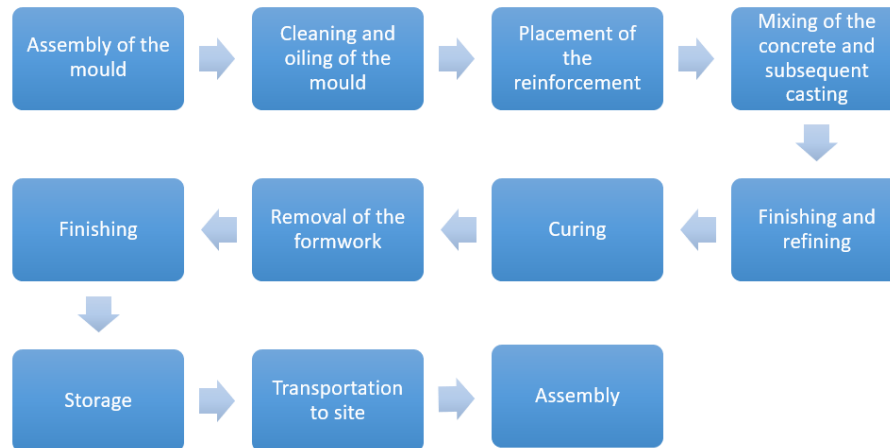 Assembly of the
mould
Cleaning and
oiling of the
mould
Placement of
the
reinforcement
Mixing of the
concrete and
subsequent
casting
Finishing and
refining
Curing
Removal of the
formwork
Finishing
Storage
Transportation
to site
Assembly